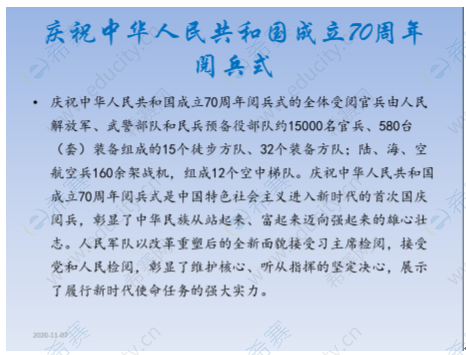 庆祝中华人民共和国成立70周年
阅兵式
• 庆祝中华人民共和国成立70周年阅兵式的全体受阅官兵由人民
解放军、武警部队和民兵预备役部队约15000名官兵、580台
（套）装备组成的15个徒步方队、32个装备方队；陆、海、空
航空兵160余架战机，组成12个空中梯队。庆祝中华人民共和国
成立70周年阅兵式是中国特色社会主义进入新时代的首次国庆
阅兵，彰显了中华民族从站起来、富起来迈向强起来的雄心壮
志。人民军队以改革重塑后的全新面貌接受习主席检阅，接受
党和人民检阅，彰显了维护核心、听从指挥的坚定决心，展示
了履行新时代使命任务的强大实力。
2020-11-07